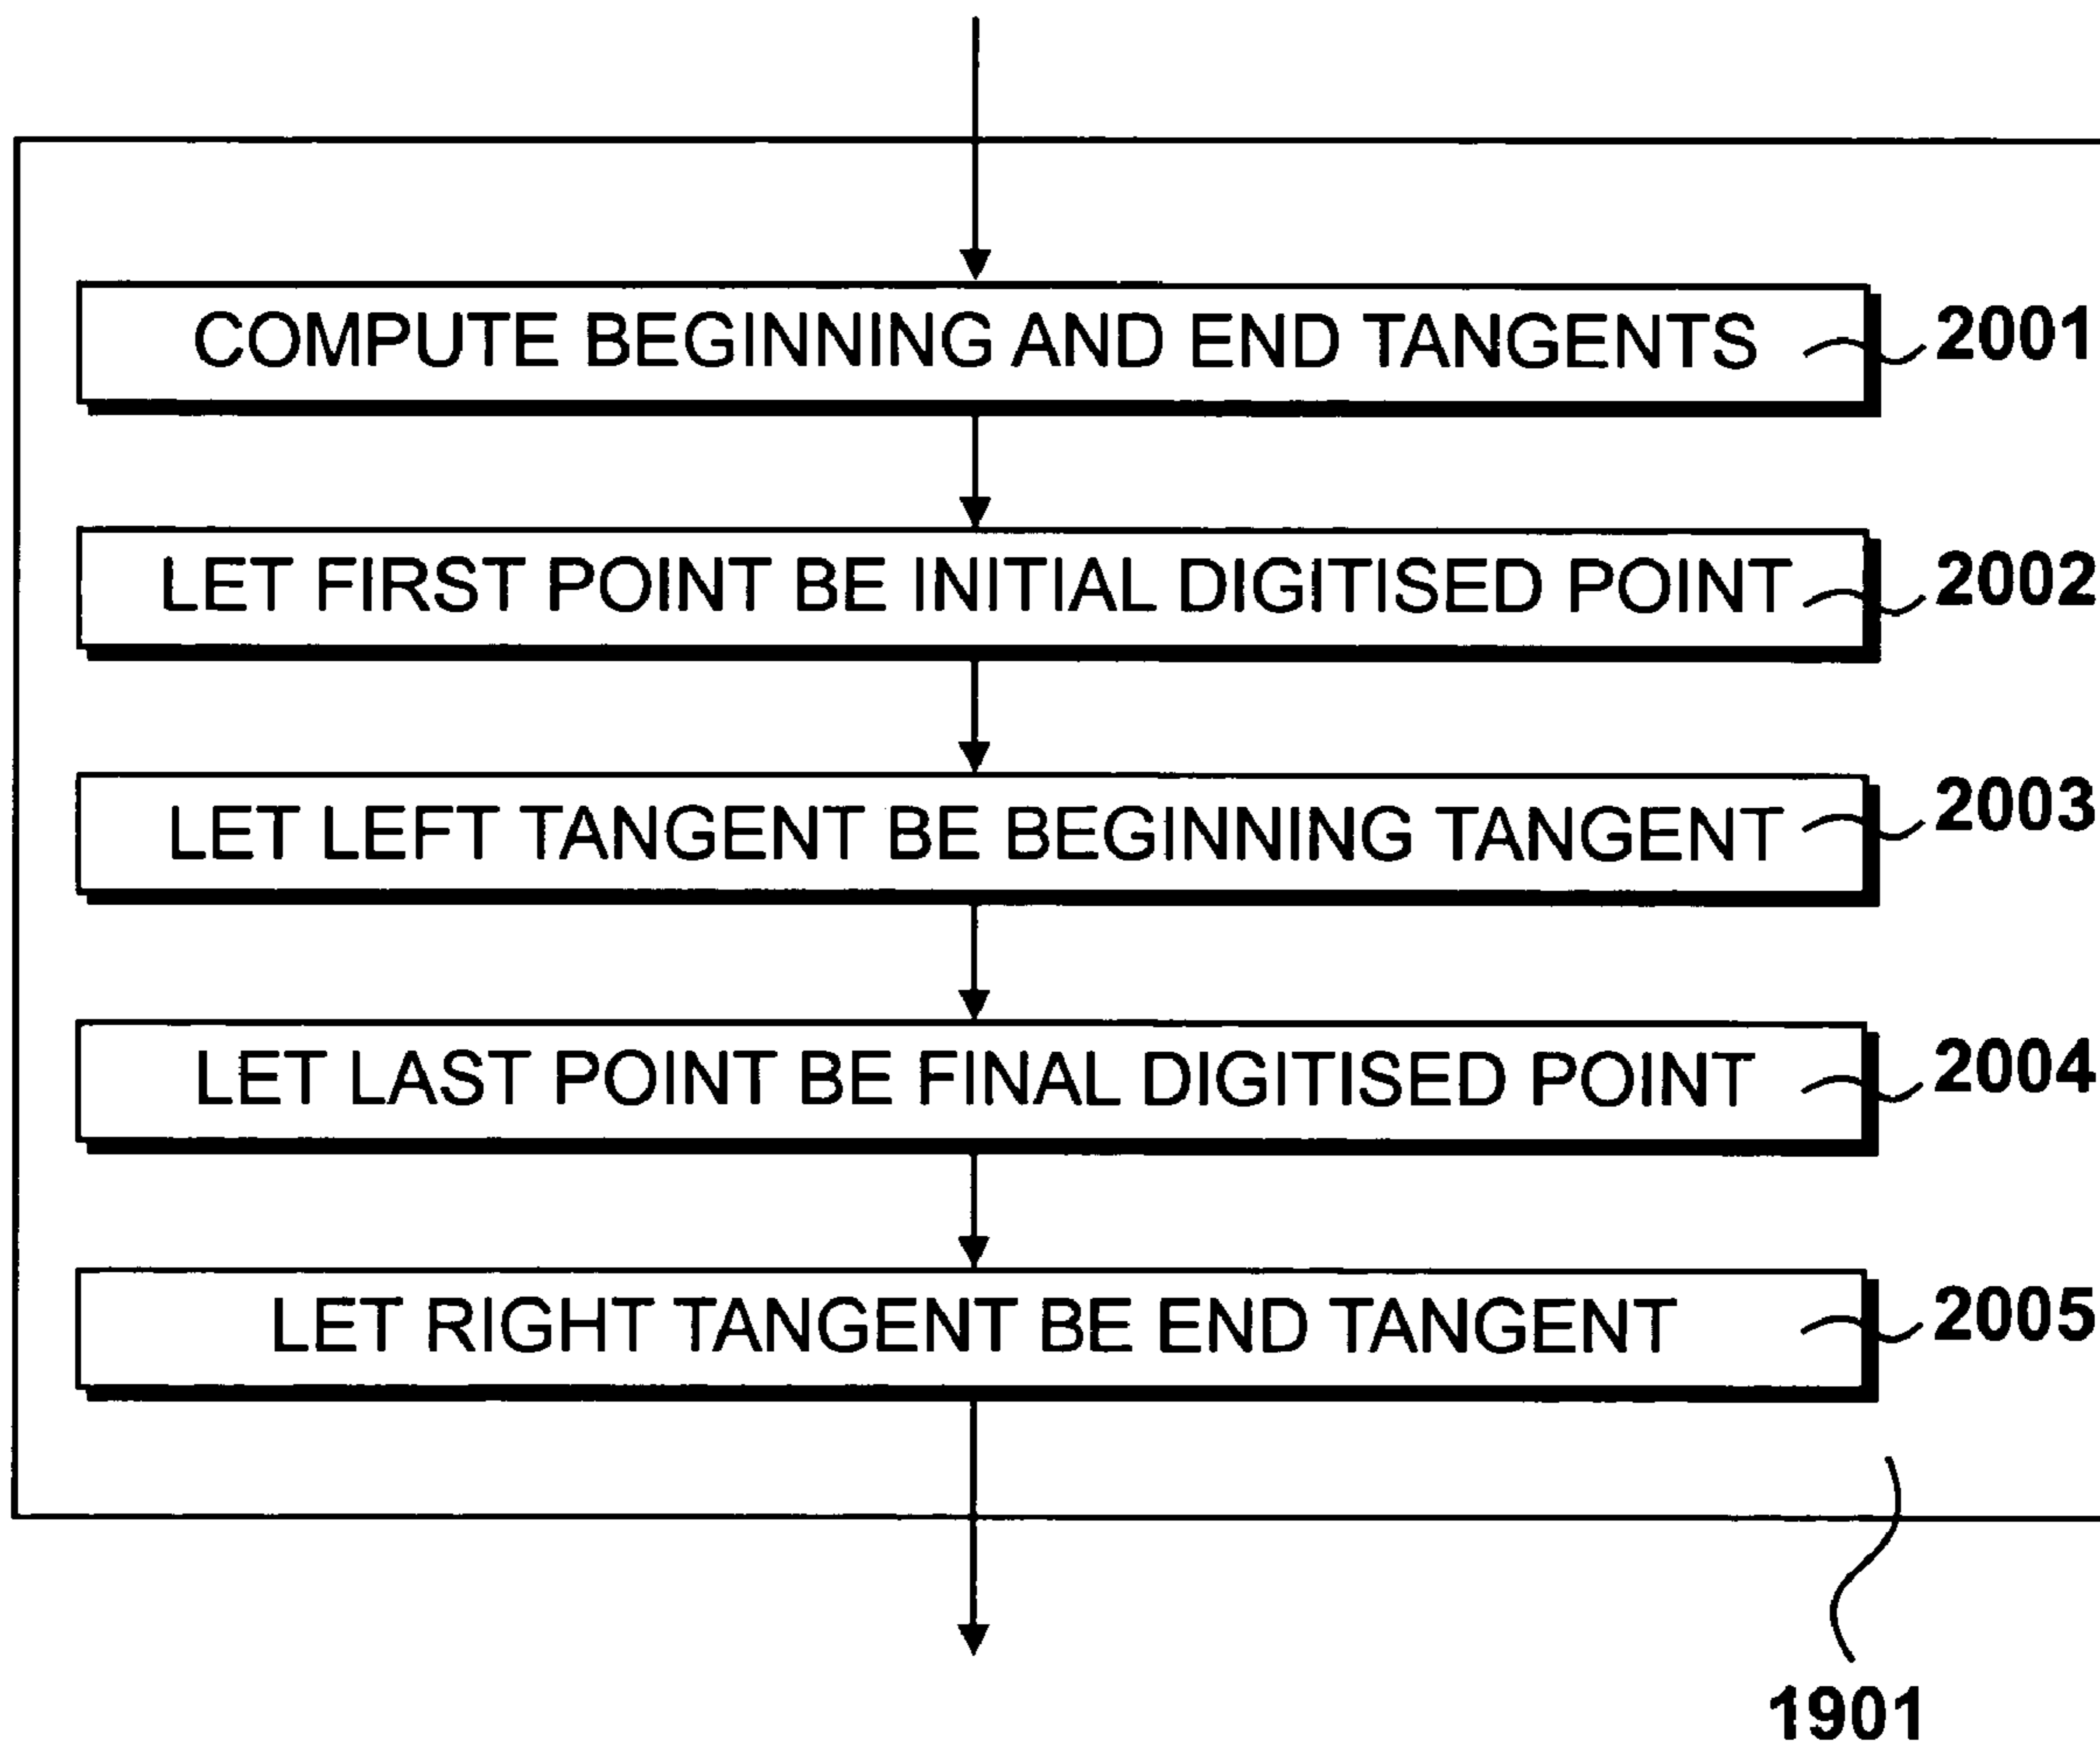 COMPUTE BEGINNING AND END TANGENTS 2001
LET FIRST POINT BE INITIAL DIGITISED POINT 2002
LET LEFT TANGENT BE BEGINNING TANGENT 2003
LET LAST POINT BE FINAL DIGITISED POINT 2004
LET RIGHT TANGENT BE END TANGENT 2005
1901